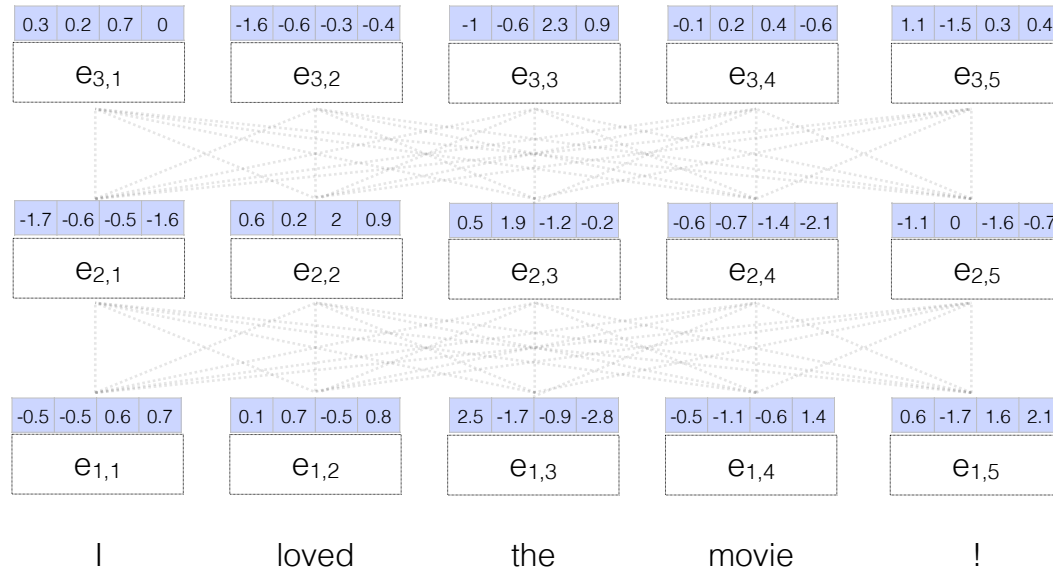 0.3 0.2 0.7 0 -1.6 -0.6 -0.3 -0.4 -1 -0.6 2.3 0.9 -0.1 0.2 0.4 -0.6 1.1 -1.5 0.3 0.4
e3,1 e3,2 e3,3 e3,4 e3,5
-1.7 -0.6 -0.5 -1.6 0.6 0.2 2 0.9 0.5 1.9 -1.2 -0.2 -0.6 -0.7 -1.4 -2.1 -1.1 0 -1.6 -0.7
e2,1 e2,2 e2,3 e2,4 e2,5
-0.5 -0.5 0.6 0.7 0.1 0.7 -0.5 0.8 2.5 -1.7 -0.9 -2.8 -0.5 -1.1 -0.6 1.4 0.6 -1.7 1.6 2.1
e1,1 e1,2 e1,3 e1,4 e1,5
I loved the movie !